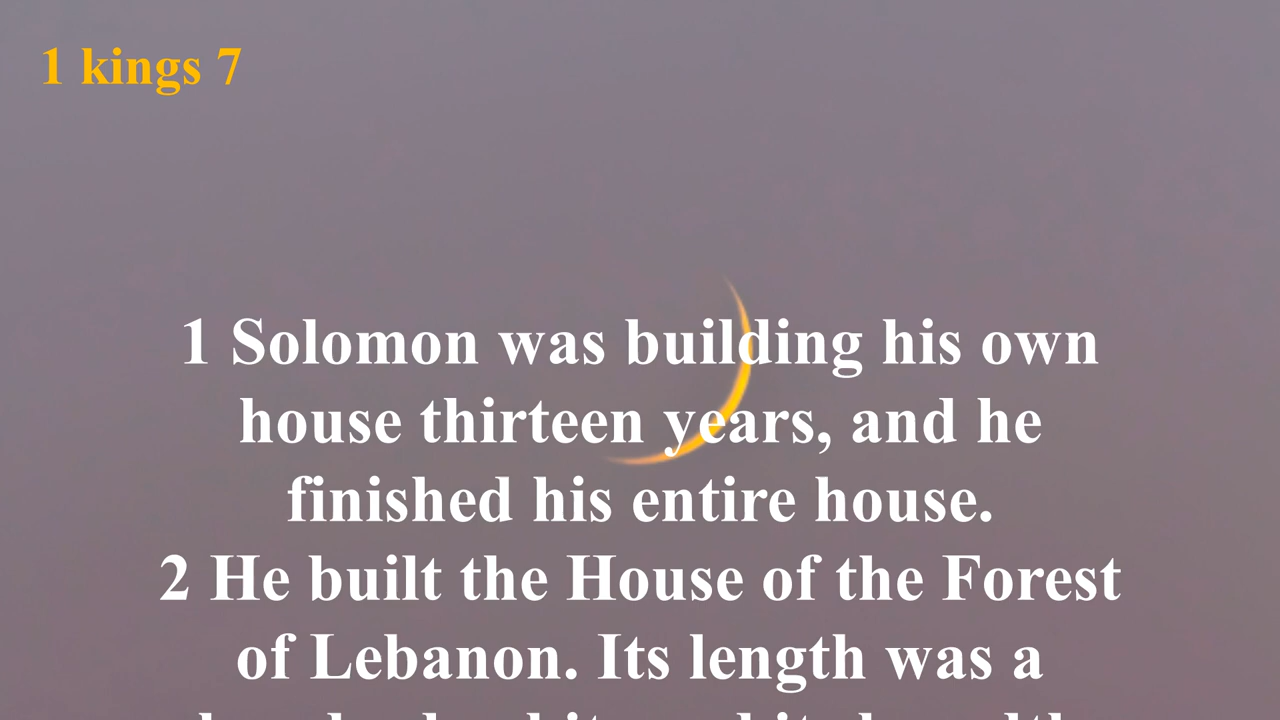 1 kings 7
1 Solomon was building his own
house thirteen years, and he
finished his entire house.
2 He built the House of the Forest
of Lebanon. Its length was a